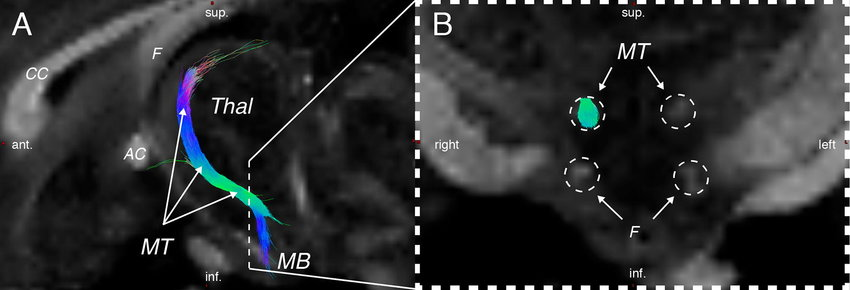 A
sup.
F
CC
Thal
ant.
AC
MT
MB
inf.
B
sup.
MT
right
left
F
inf.